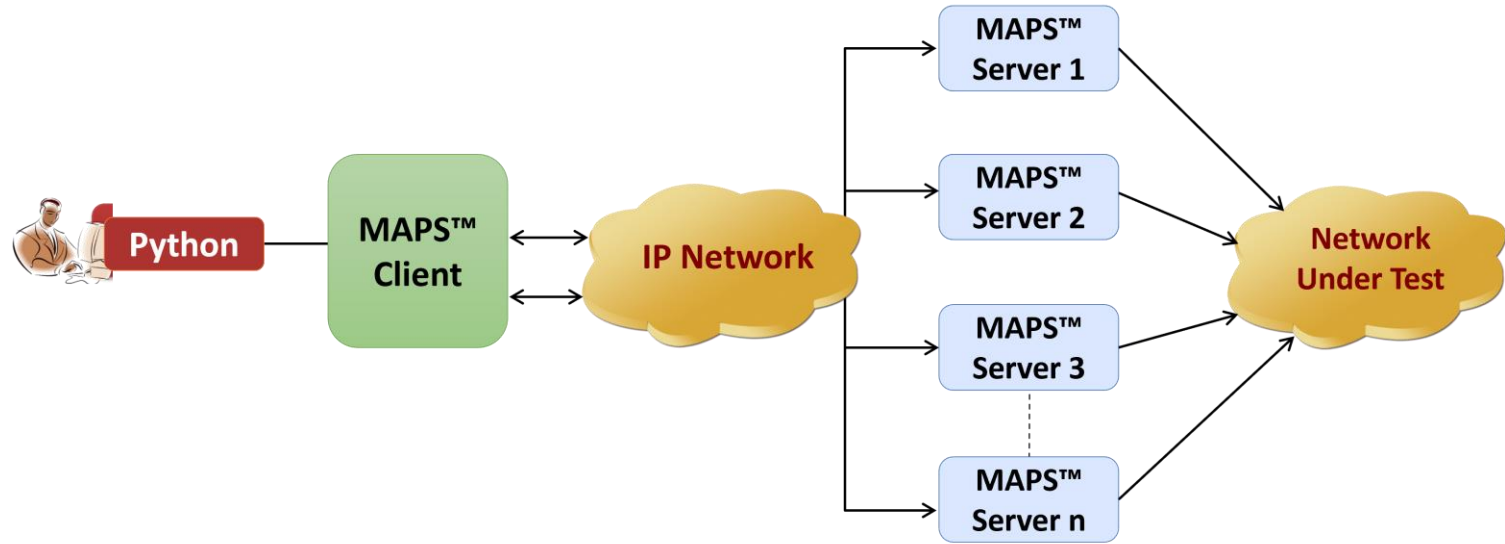 Python
MAPS™
Client
IP Network
MAPS™
Server 1
MAPS™
Server 2
MAPS™
Server 3
MAPS™
Server n
Network
Under Test